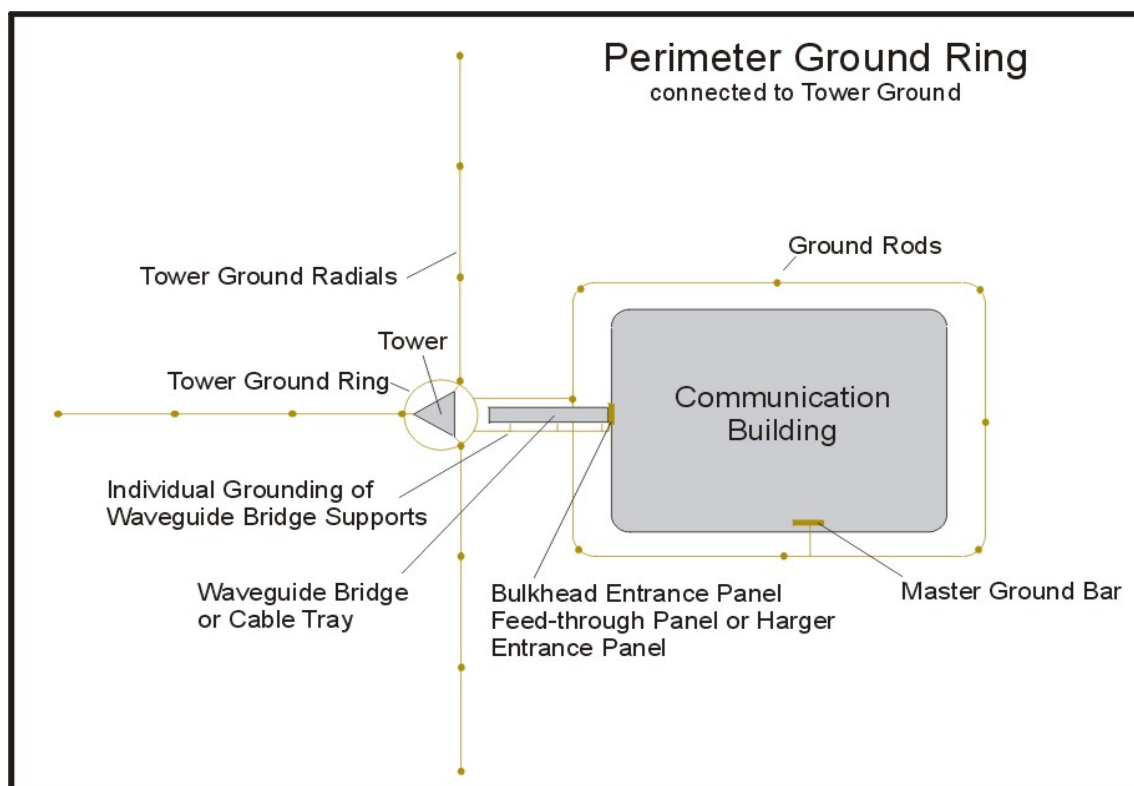 Perimeter Ground Ring
connected to Tower Ground
Ground Rods
Tower Ground Radials
Tower
Tower Ground Ring
Communication
Building
Individual Grounding of
Waveguide Bridge Supports
Waveguide Bridge
or Cable Tray
Bulkhead Entrance Panel
Feed-through Panel or Harger
Entrance Panel
Master Ground Bar